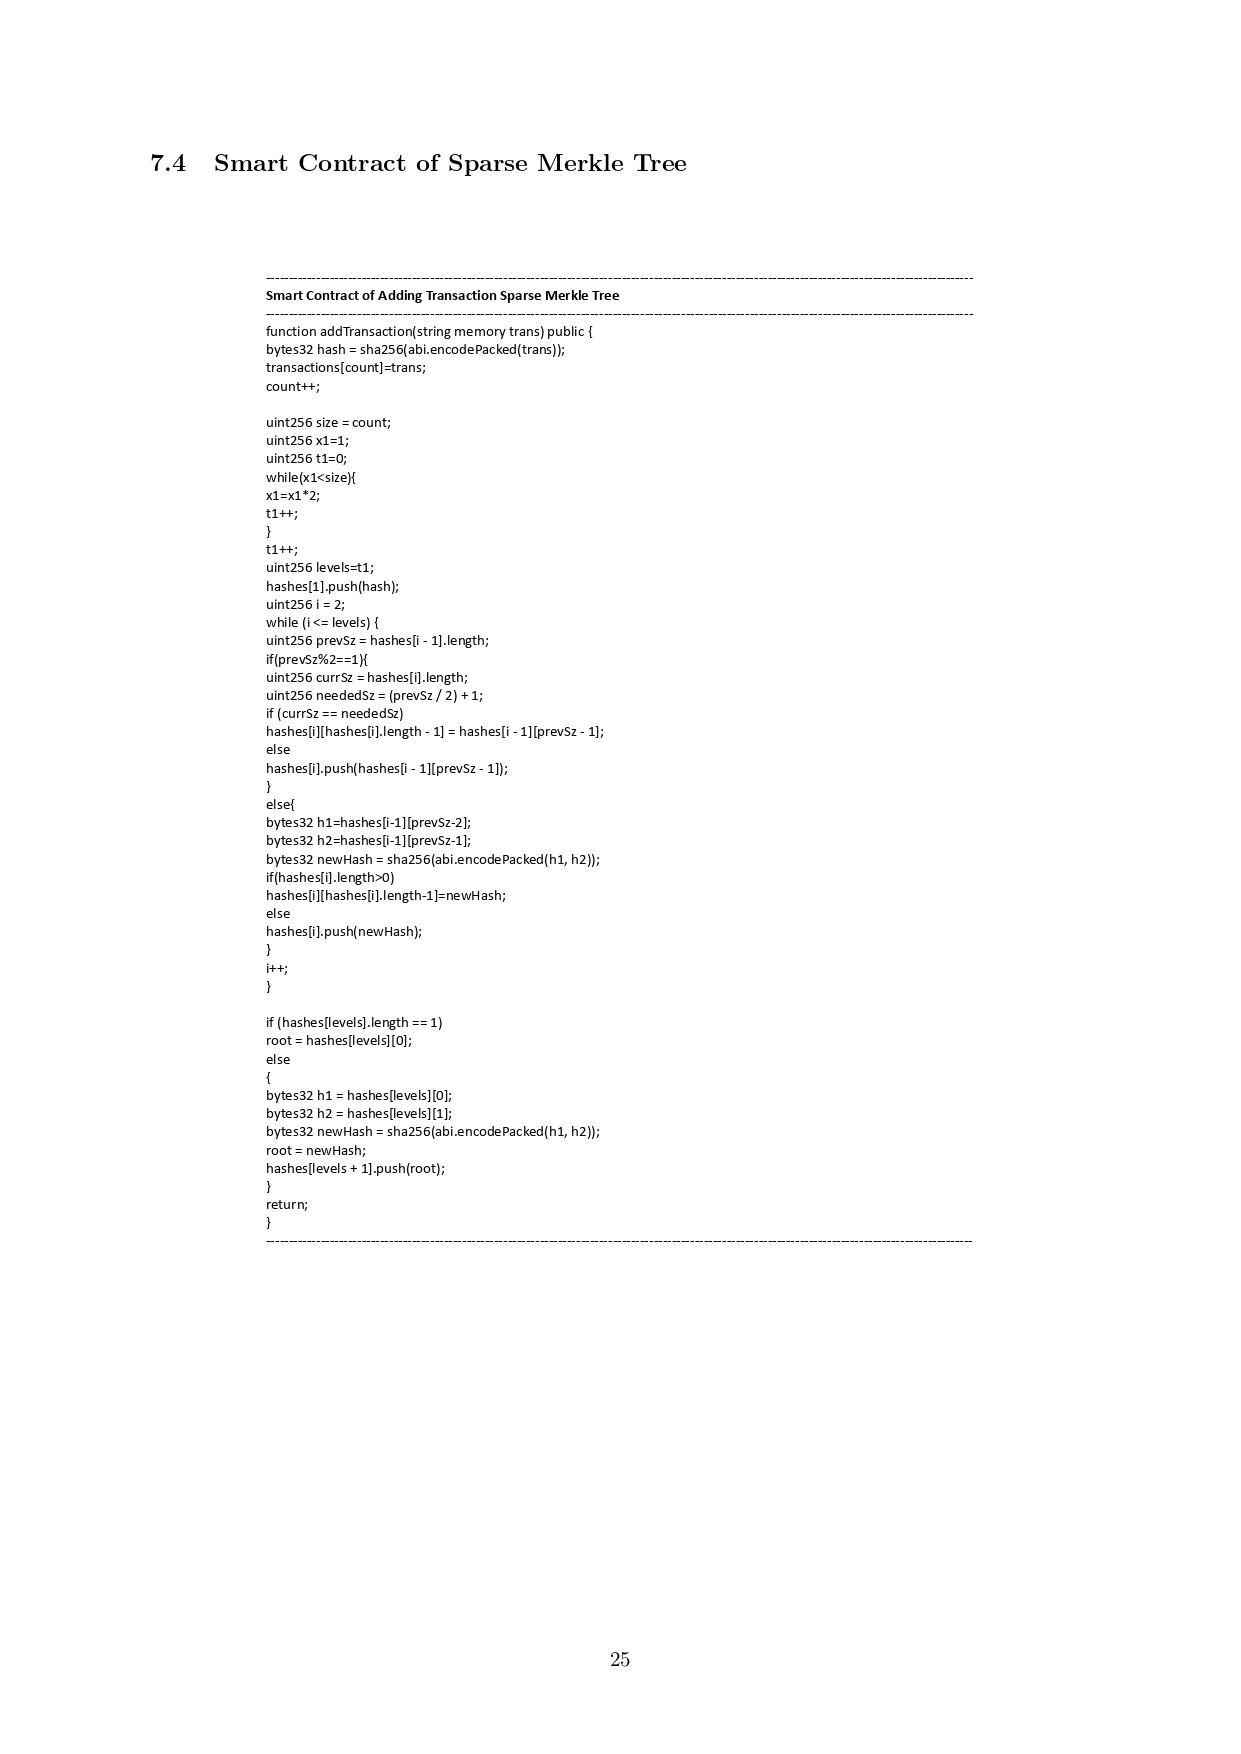 7.4 Smart Contract of Sparse Merkle Tree
--------------------------------------------------------------------------------------------------------------------------------------------------------------
Smart Contract of Adding Transaction Sparse Merkle Tree
--------------------------------------------------------------------------------------------------------------------------------------------------------------
function addTransaction(string memory trans) public {
bytes32 hash = sha256(abi.encodePacked(trans));
transactions[count]=trans;
count++;
uint256 size = count;
uint256 x1=1;
uint256 t1=0;
while(x1<size){
x1=x1*2;
t1++;
}
t1++;
uint256 levels=t1;
hashes[1].push(hash);
uint256 i = 2;
while (i <= levels) {
uint256 prevSz = hashes[i - 1].length;
if(prevSz%2==1){
uint256 currSz = hashes[i].length;
uint256 neededSz = (prevSz / 2) + 1;
if (currSz == neededSz)
hashes[i][hashes[i].length - 1] = hashes[i - 1][prevSz - 1];
else
hashes[i].push(hashes[i - 1][prevSz - 1]);
}
else{
bytes32 h1=hashes[i-1][prevSz-2];
bytes32 h2=hashes[i-1][prevSz-1];
bytes32 newHash = sha256(abi.encodePacked(h1, h2));
if(hashes[i].length>0)
hashes[i][hashes[i].length-1]=newHash;
else
hashes[i].push(newHash);
}
i++;
}
if (hashes[levels].length == 1)
root = hashes[levels][0];
else
{
bytes32 h1 = hashes[levels][0];
bytes32 h2 = hashes[levels][1];
bytes32 newHash = sha256(abi.encodePacked(h1, h2));
root = newHash;
hashes[levels + 1].push(root);
}
return;
}
--------------------------------------------------------------------------------------------------------------------------------------------------------------
25